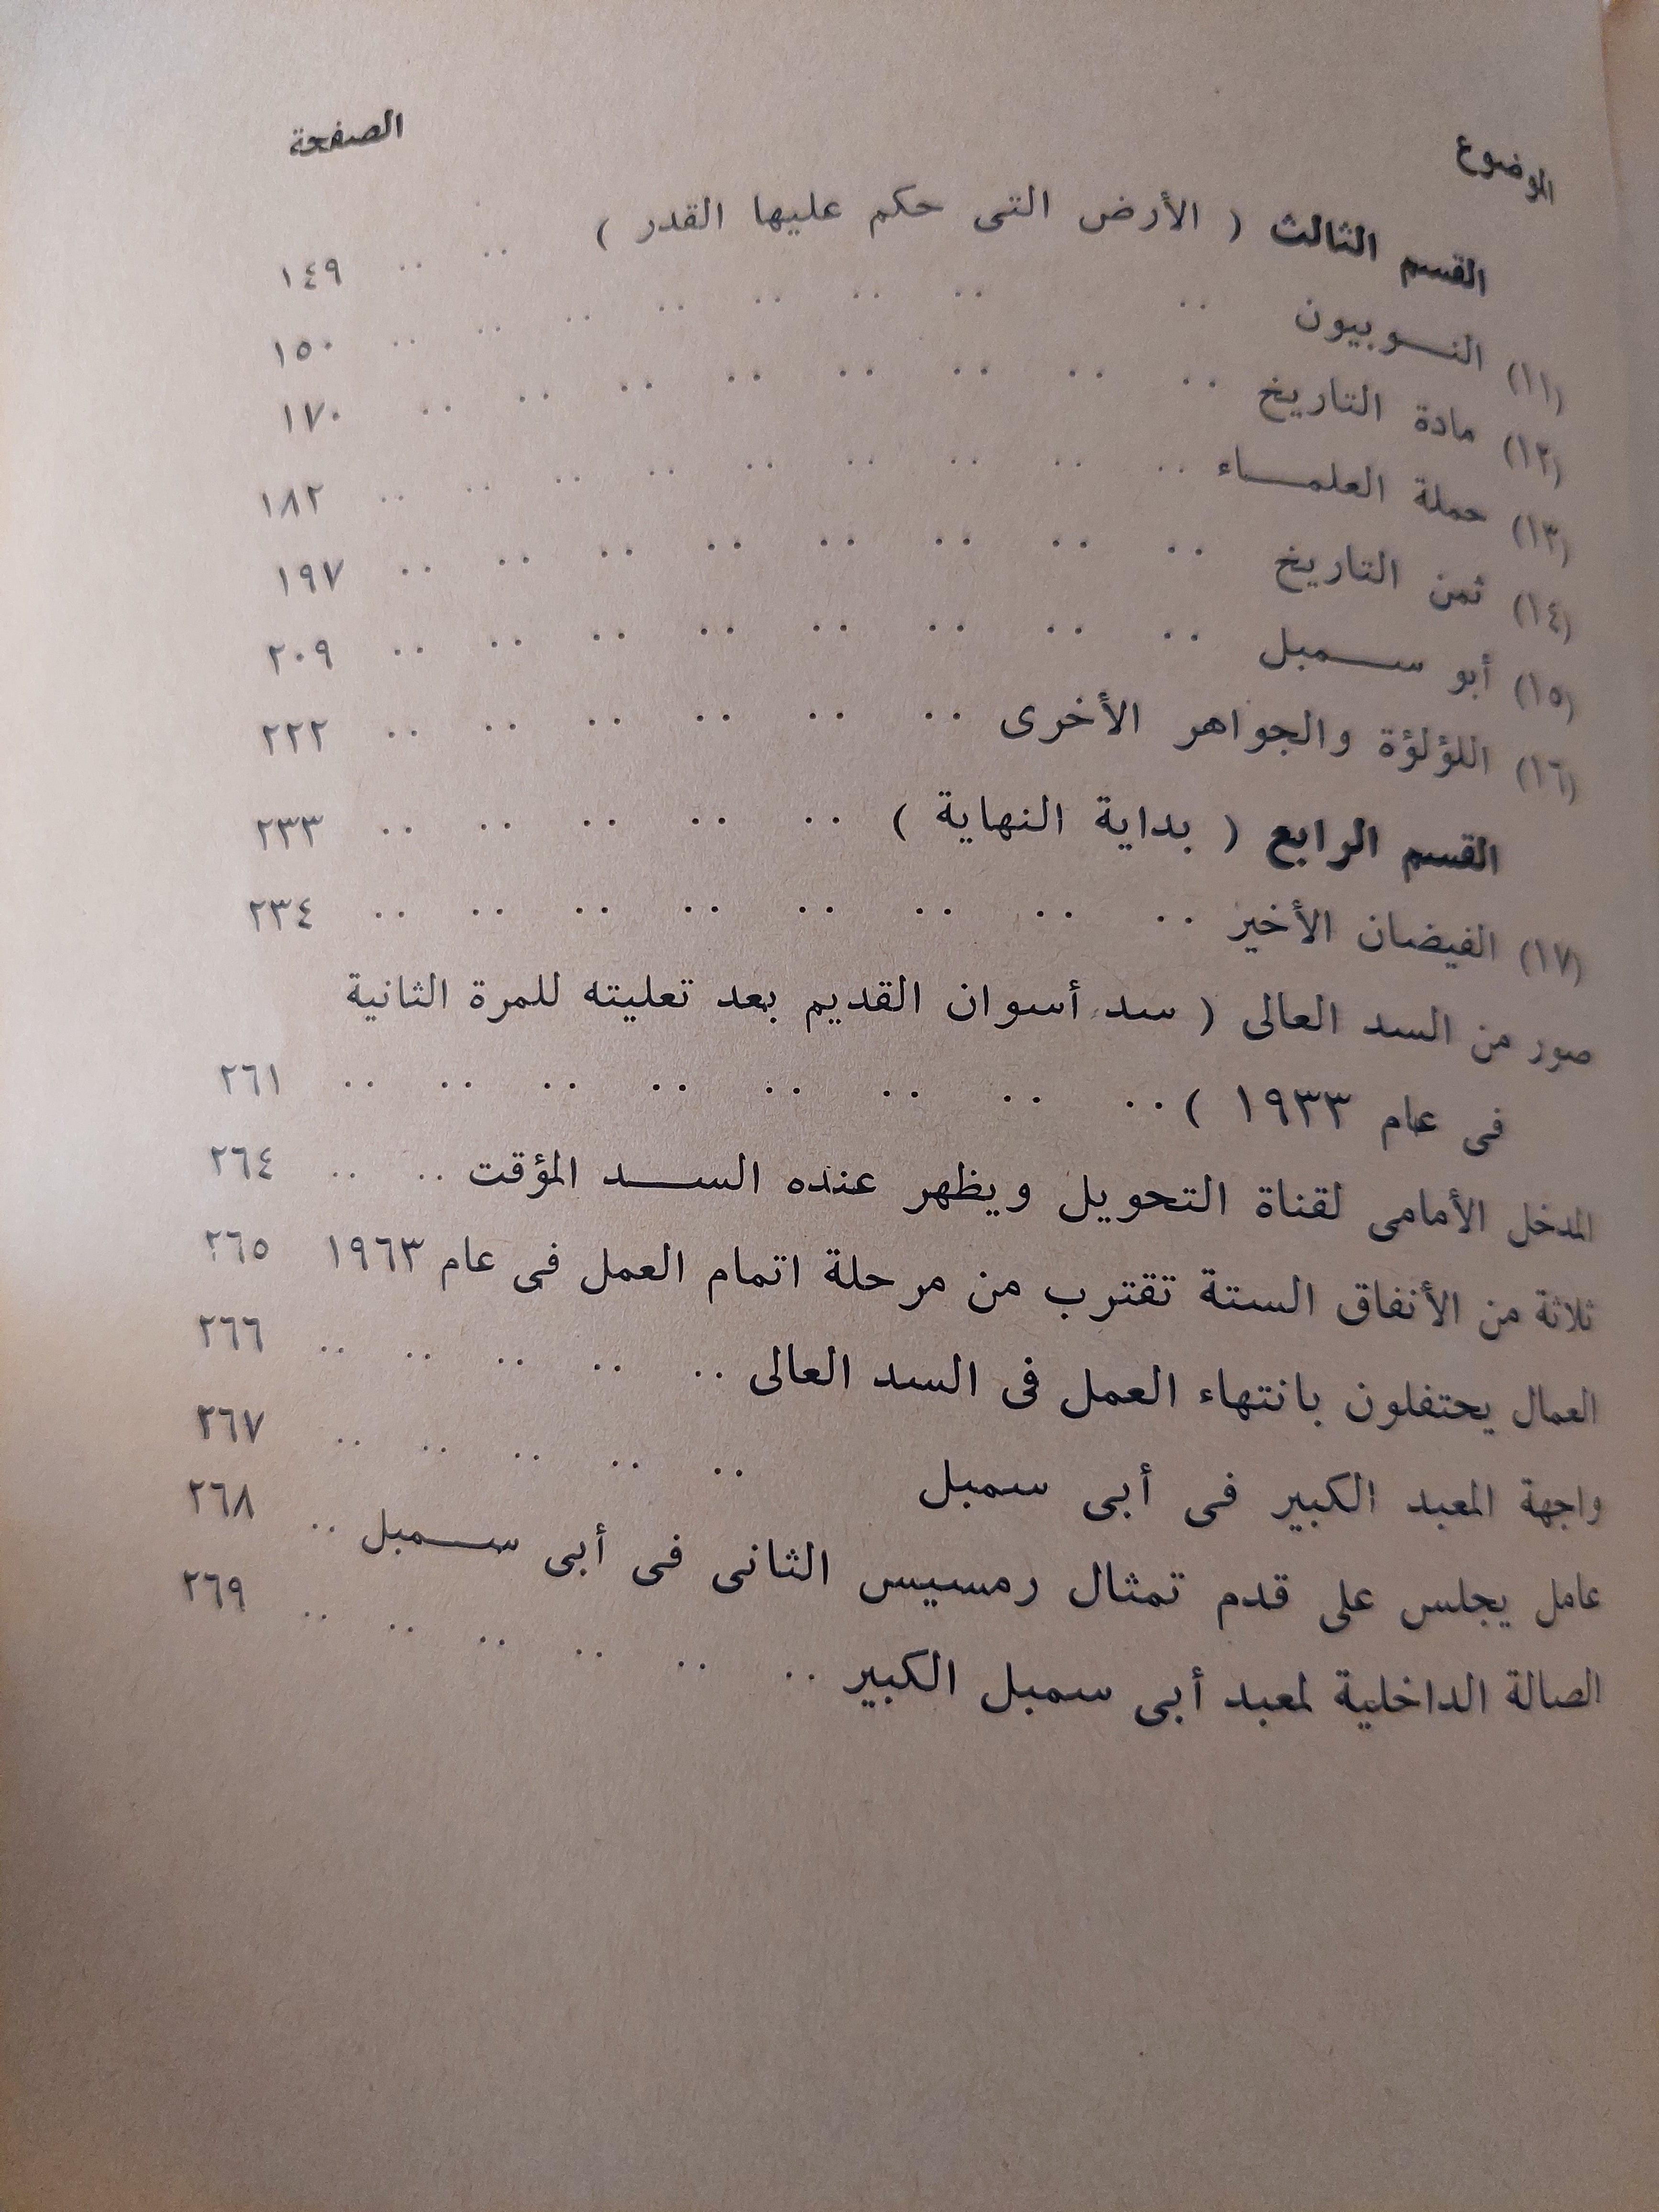 الموضوع الصفحة
القسم الثالث ( الأرض التى حكم عليها القدر ) .. .. ١٤٩
(١١) النـــوبيون .. .. .. .. .. .. .. .. ١٥٠
(١٢) مادة التاريخ .. .. .. .. .. .. .. .. ١٧٠
(١٣) حملة العلمـــاء .. .. .. .. .. .. .. .. ١٨٢
(١٤) ثمن التاريخ .. .. .. .. .. .. .. .. ١٩٧
(١٥) أبو ســـمبل .. .. .. .. .. .. .. .. ٢٠٩
(١٦) اللؤلؤة والجواهر الأخرى .. .. .. .. .. .. ٢٢٢
القسم الرابع ( بداية النهاية ) .. .. .. .. .. ٢٣٣
(١٧) الفيضان الأخير .. .. .. .. .. .. .. .. ٢٣٤
صور من السد العالى ( سد أسوان القديم بعد تعليته للمرة الثانية
فى عام ١٩٣٣ ) .. .. .. .. .. .. .. .. ٢٦١
المدخل الأمامى لقناة التحويل ويظهر عنده الســـد المؤقت .. .. ٢٦٤
ثلاثة من الأنفاق الستة تقترب من مرحلة اتمام العمل فى عام ١٩٦٣ ٢٦٥
العمال يحتفلون بانتهاء العمل فى السد العالى .. .. .. .. .. ٢٦٦
واجهة المعبد الكبير فى أبى سمبل .. .. .. .. .. ٢٦٧
عامل يجلس على قدم تمثال رمسيس الثانى فى أبى ســـمبل .. ٢٦٨
الصالة الداخلية لمعبد أبى سمبل الكبير .. .. .. .. .. .. ٢٦٩